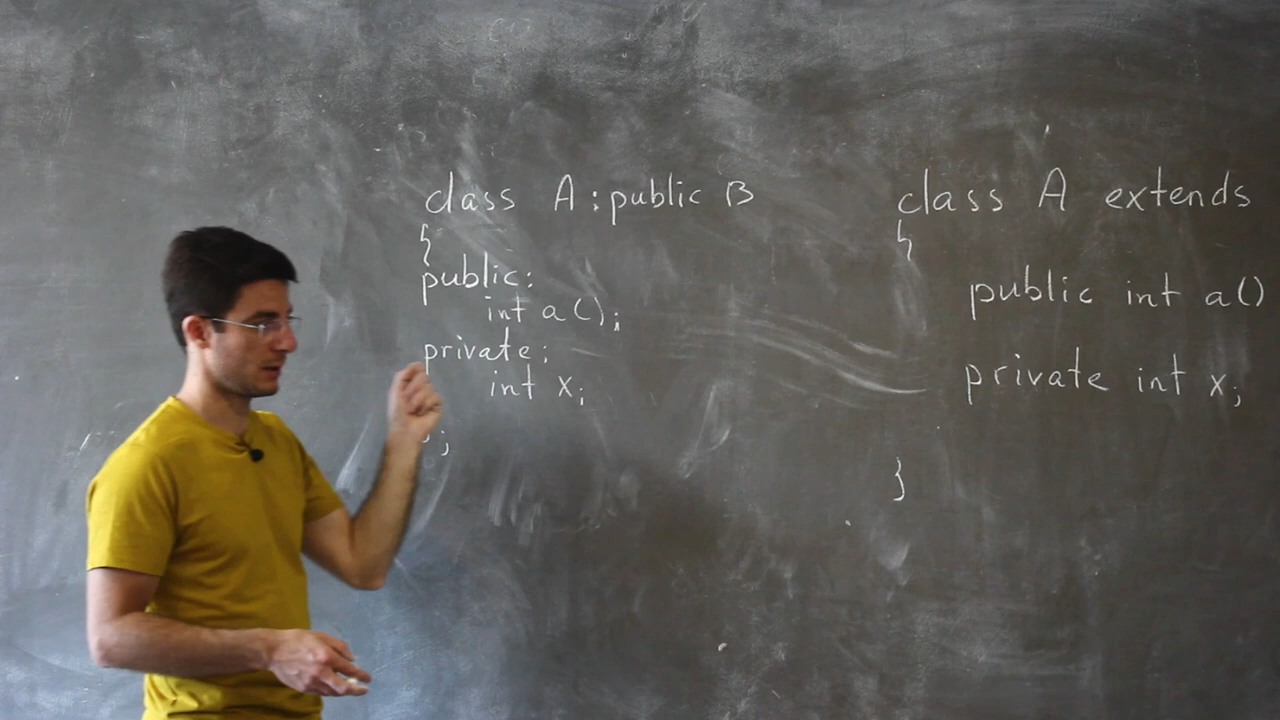 class A : public B
{
public:
int a();
private:
int x;
;
class A extends
{
public int a()
private int x;
}